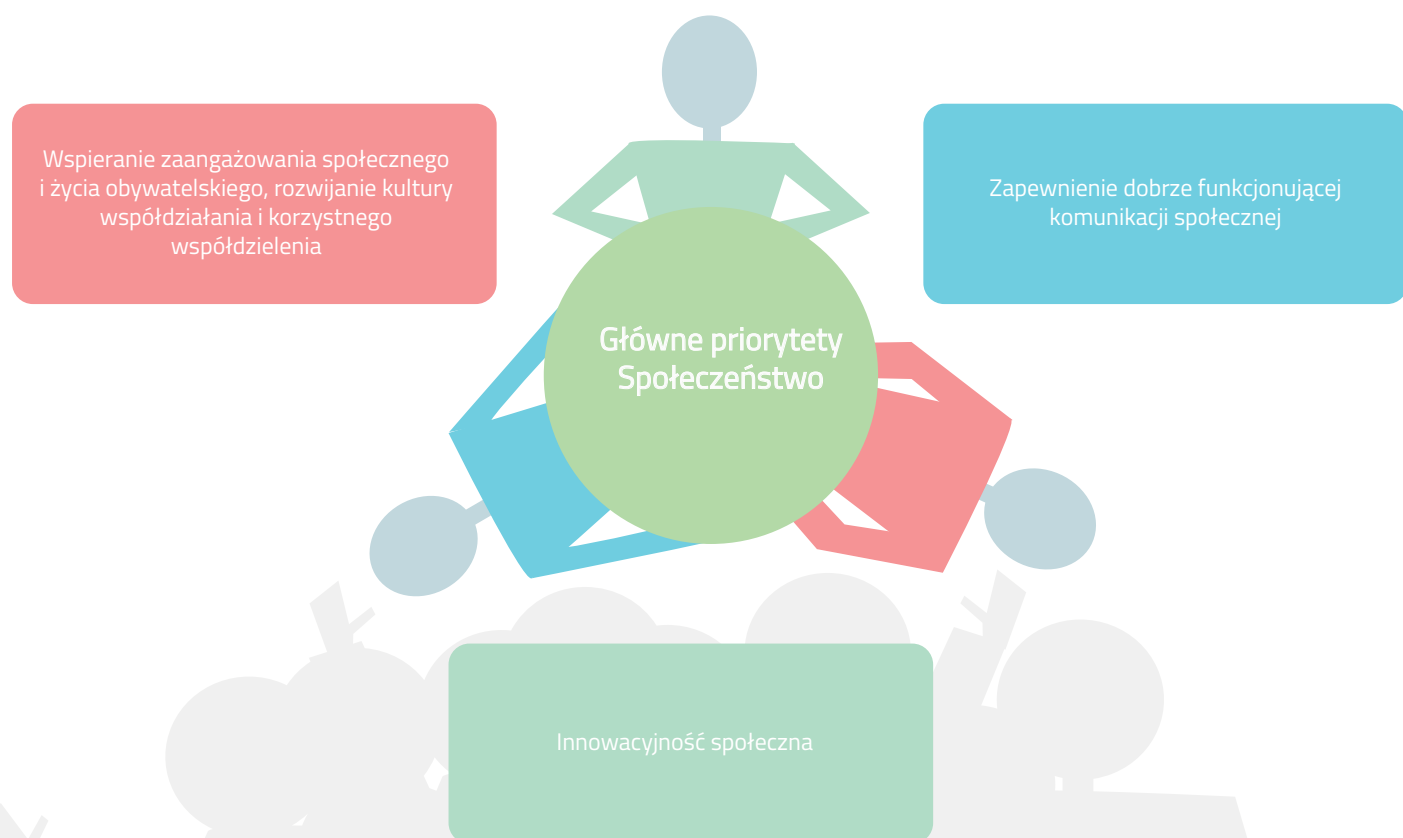 Wspieranie zaangażowania społecznego
i życia obywatelskiego, rozwijanie kultury
współdziałania i korzystnego
współdzielenia
Zapewnienie dobrze funkcjonującej
komunikacji społecznej
Główne priorytety
Społeczeństwo
Innowacyjność społeczna